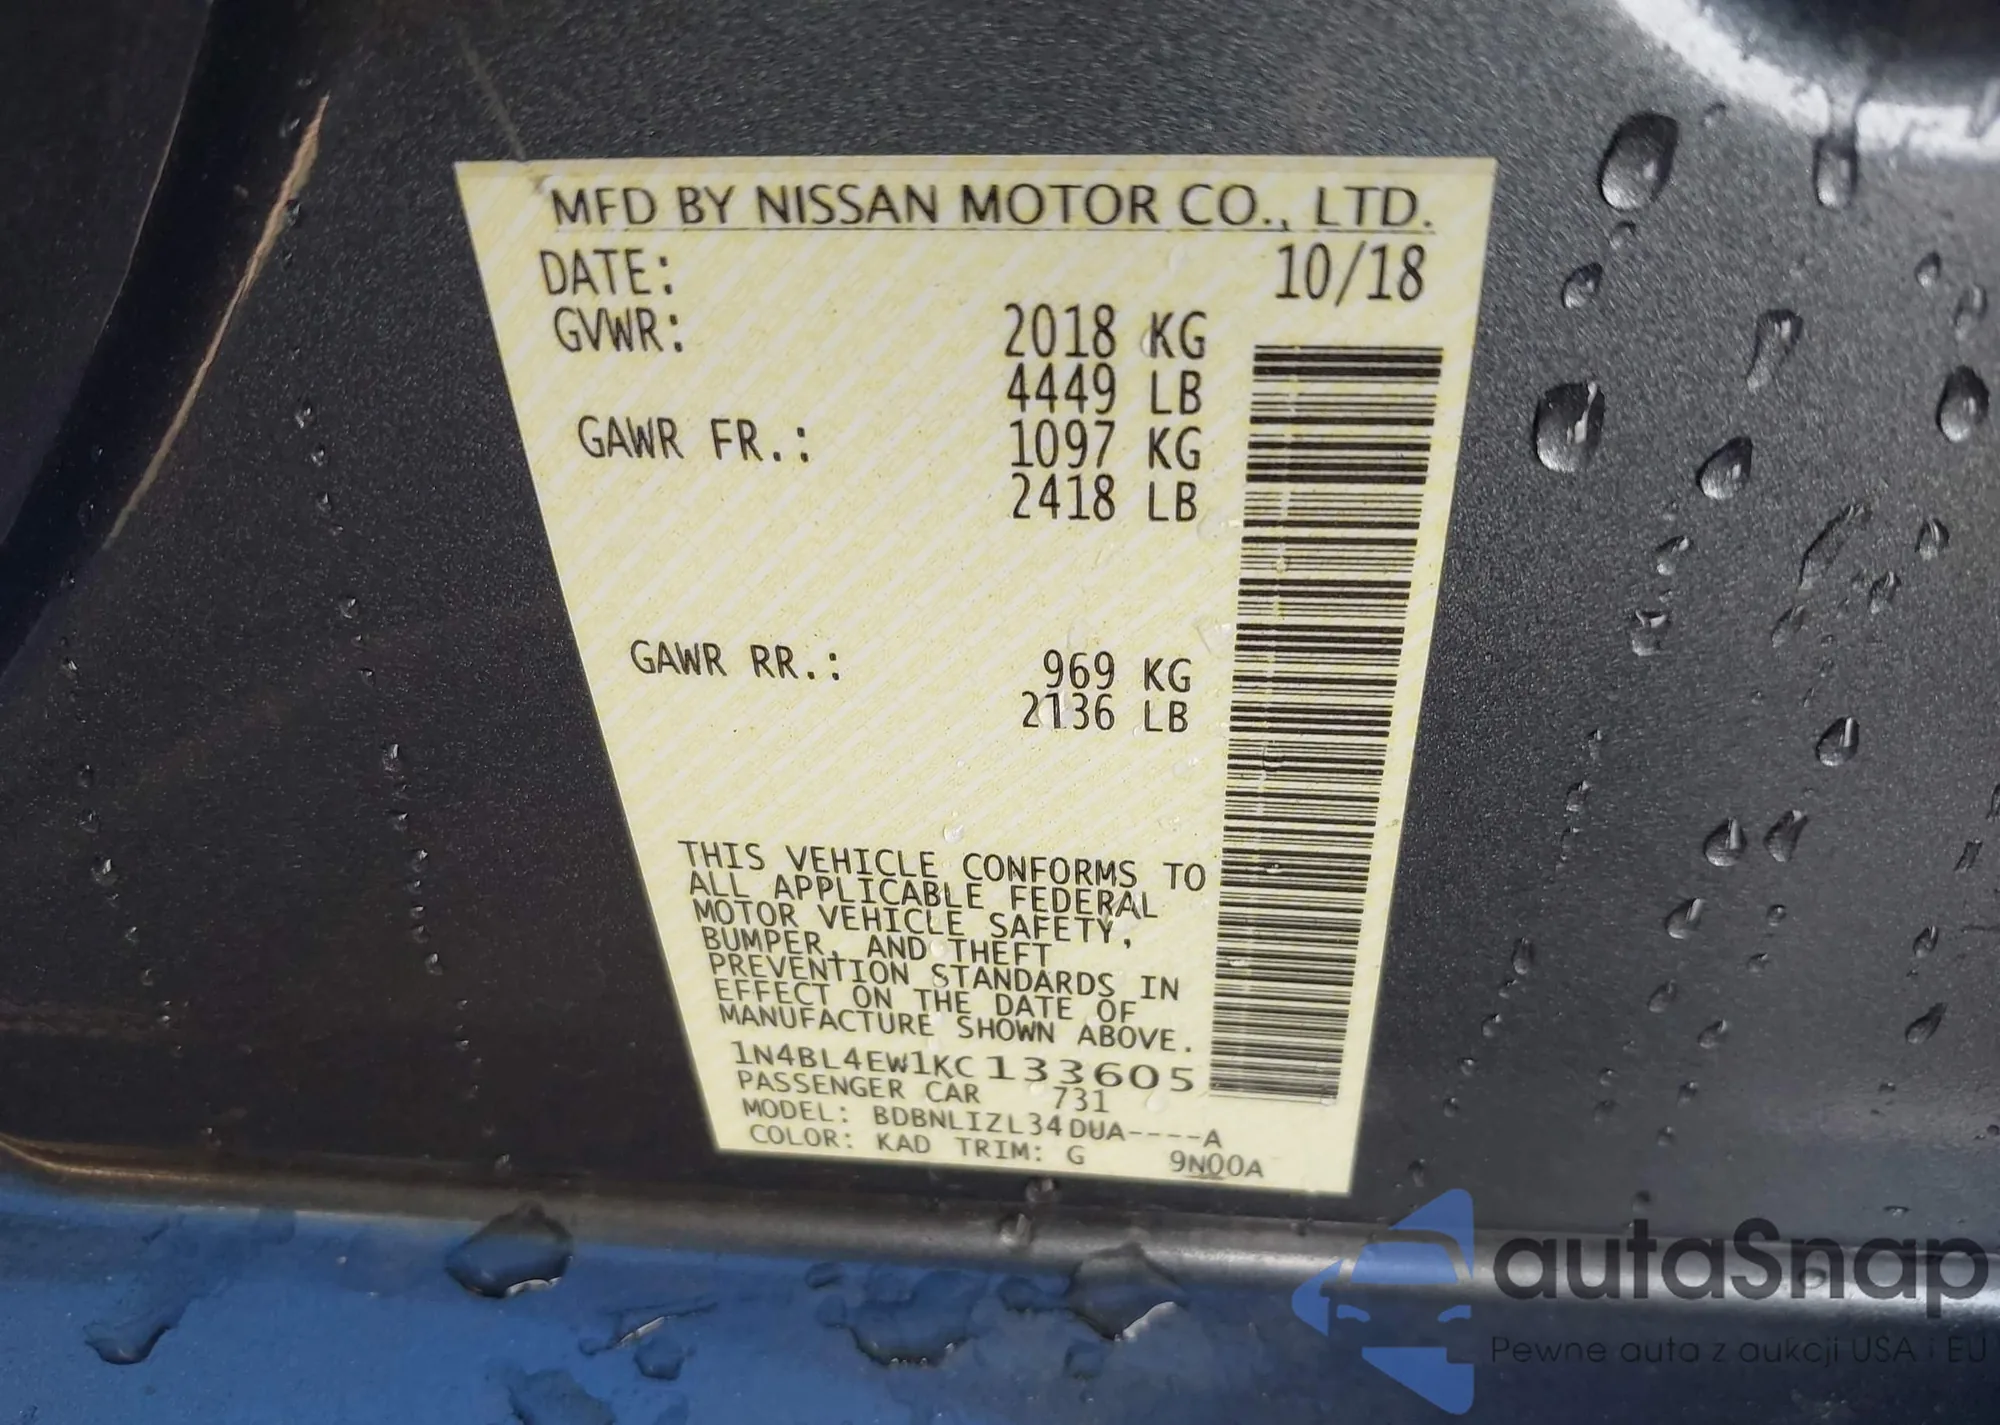 MFD BY NISSAN MOTOR CO., LTD.
DATE: 10/18
GVWR: 2018 KG
4449 LB
GAWR FR.: 1097 KG
2418 LB
GAWR RR.: 969 KG
2136 LB
THIS VEHICLE CONFORMS TO
ALL APPLICABLE FEDERAL
MOTOR VEHICLE SAFETY,
BUMPER, AND THEFT
PREVENTION STANDARDS IN
EFFECT ON THE DATE OF
MANUFACTURE SHOWN ABOVE.
1N4BL4EW1KC133605
PASSENGER CAR 731
MODEL: BDBNLIZL34DUA----A
COLOR: KAD TRIM: G 9N00A
autaSnap
Pewne auta z aukcji USA i EU